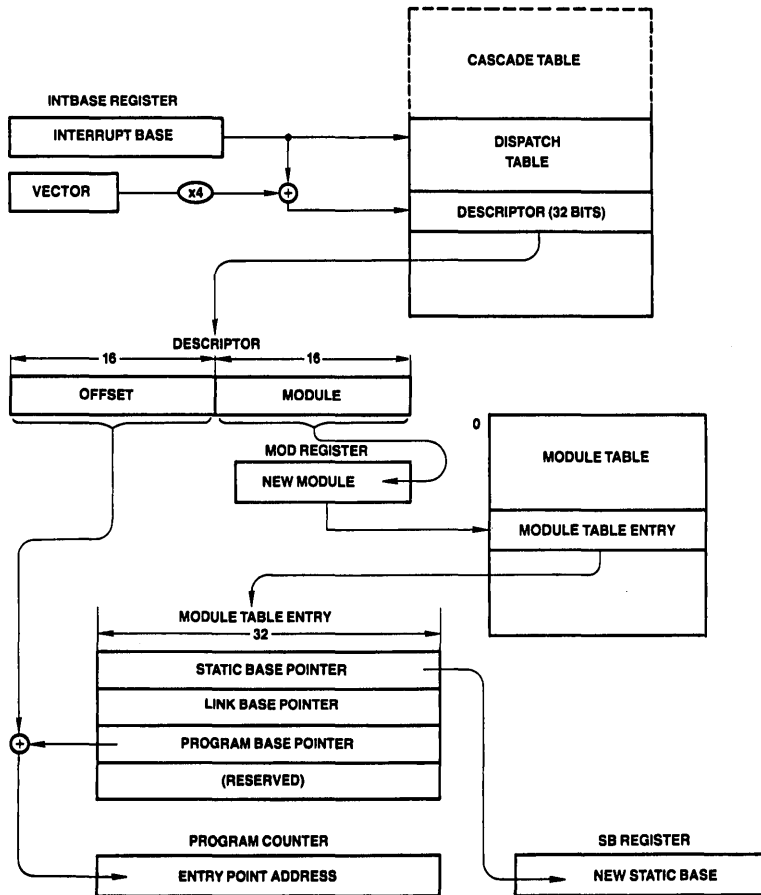 CASCADE TABLE
INTBASE REGISTER
INTERRUPT BASE
DISPATCH
TABLE
VECTOR
x4
+
DESCRIPTOR (32 BITS)
DESCRIPTOR
16
16
OFFSET
MODULE
0
MOD REGISTER
MODULE TABLE
NEW MODULE
MODULE TABLE ENTRY
MODULE TABLE ENTRY
32
STATIC BASE POINTER
LINK BASE POINTER
+
PROGRAM BASE POINTER
(RESERVED)
PROGRAM COUNTER
SB REGISTER
ENTRY POINT ADDRESS
NEW STATIC BASE